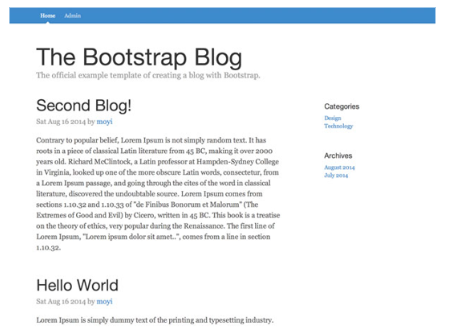 Home Admin
The Bootstrap Blog
The official example template of creating a blog with Bootstrap.
Second Blog!
Sat Aug 16 2014 by moyi
Contrary to popular belief, Lorem Ipsum is not simply random text. It has
roots in a piece of classical Latin literature from 45 BC, making it over 2000
years old. Richard McClintock, a Latin professor at Hampden-Sydney College
in Virginia, looked up one of the more obscure Latin words, consectetur, from
a Lorem Ipsum passage, and going through the cites of the word in classical
literature, discovered the undoubtable source. Lorem Ipsum comes from
sections 1.10.32 and 1.10.33 of "de Finibus Bonorum et Malorum" (The
Extremes of Good and Evil) by Cicero, written in 45 BC. This book is a treatise
on the theory of ethics, very popular during the Renaissance. The first line of
Lorem Ipsum, "Lorem ipsum dolor sit amet..", comes from a line in section
1.10.32.
Hello World
Sat Aug 16 2014 by moyi
Lorem Ipsum is simply dummy text of the printing and typesetting industry.
Categories
Design
Technology
Archives
August 2014
July 2014